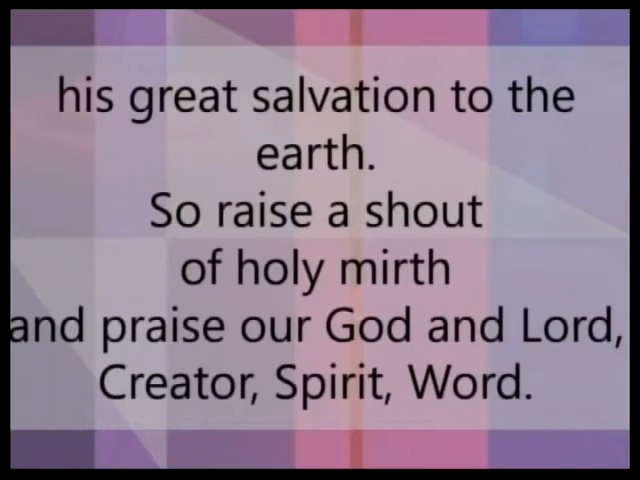 his great salvation to the
earth.
So raise a shout
of holy mirth
and praise our God and Lord,
Creator, Spirit, Word.